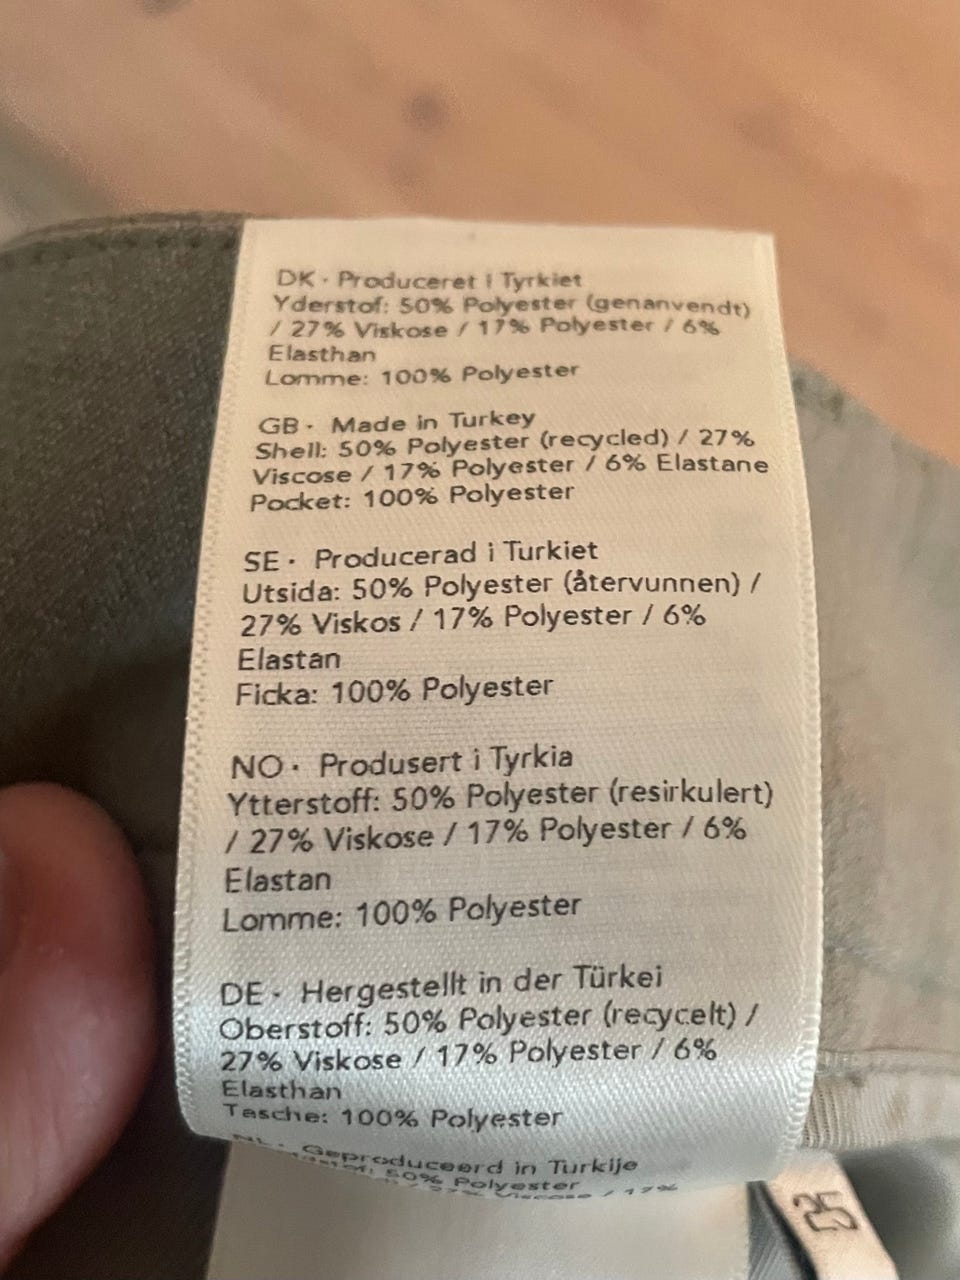 DK · Produceret i Tyrkiet
Yderstof: 50% Polyester (genanvendt)
/ 27% Viskose / 17% Polyester / 6%
Elasthan
Lomme: 100% Polyester
GB · Made in Turkey
Shell: 50% Polyester (recycled) / 27%
Viscose / 17% Polyester / 6% Elastane
Pocket: 100% Polyester
SE · Producerad i Turkiet
Utsida: 50% Polyester (återvunnen) /
27% Viskos / 17% Polyester / 6%
Elastan
Ficka: 100% Polyester
NO · Produsert i Tyrkia
Ytterstoff: 50% Polyester (resirkulert)
/ 27% Viskose / 17% Polyester / 6%
Elastan
Lomme: 100% Polyester
DE · Hergestellt in der Türkei
Oberstoff: 50% Polyester (recycelt) /
27% Viskose / 17% Polyester / 6%
Elasthan
Tasche: 100% Polyester
NL · Geproduceerd in Turkije
50% Polyester
27% Viscose / 17%
25